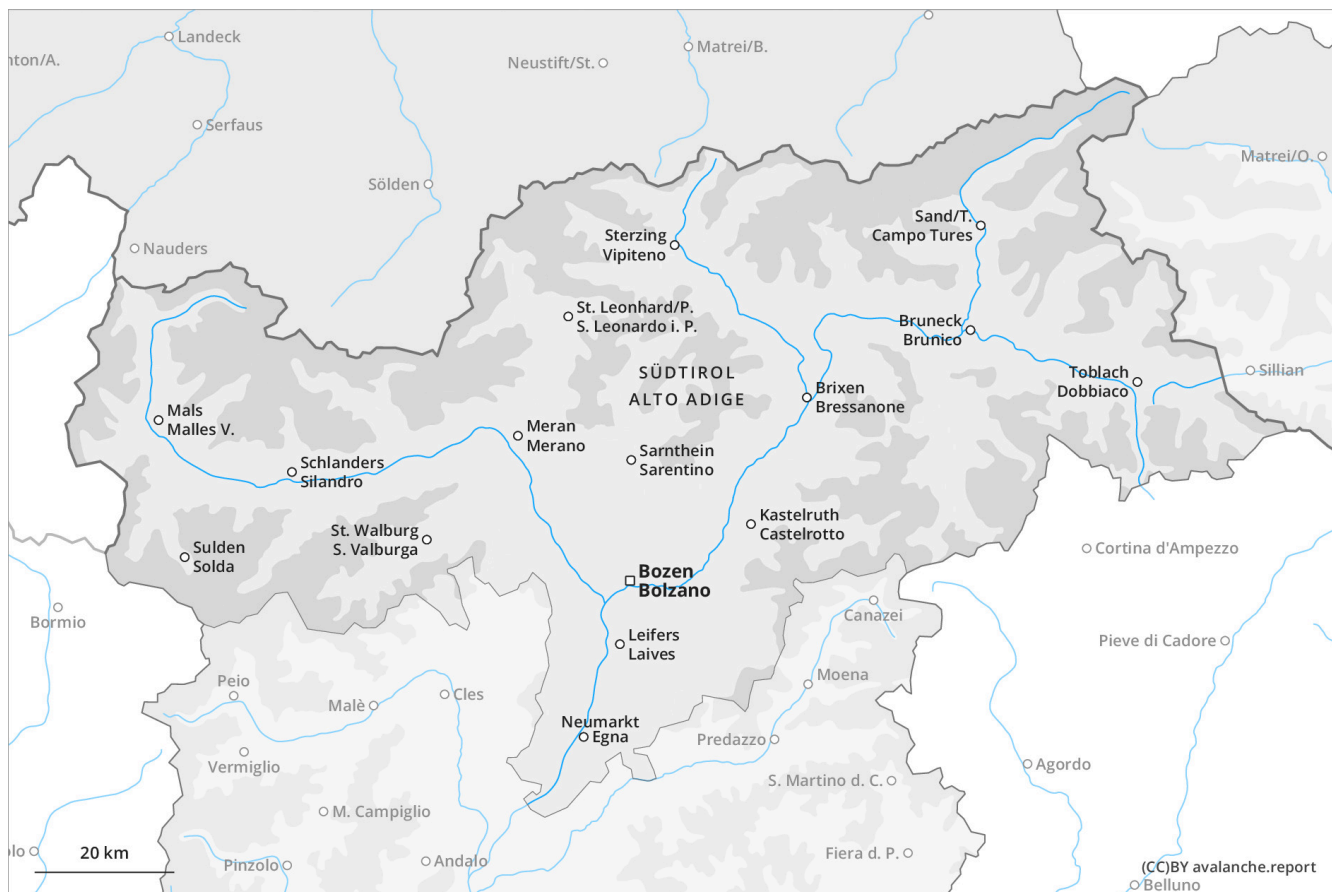 Landeck
nton/A.
Matrei/B.
Neustift/St.
Serfaus
Matrei/O.
Sölden
Sand/T.
Campo Tures
Sterzing
Vipiteno
Nauders
St. Leonhard/P.
S. Leonardo i. P.
Bruneck
Brunico
SÜDTIROL
ALTO ADIGE
Toblach
Dobbiaco
Sillian
Brixen
Bressanone
Mals
Malles V.
Meran
Merano
Sarnthein
Sarentino
Schlanders
Silandro
Kastelruth
Castelrotto
St. Walburg
S. Valburga
Sulden
Solda
Cortina d'Ampezzo
Bozen
Bolzano
Bormio
Canazei
Leifers
Laives
Pieve di Cadore
Peio
Malè
Cles
Moena
Neumarkt
Egna
Predazzo
Vermiglio
Agordo
S. Martino d. C.
M. Campiglio
olo
20 km
Pinzolo
Andalo
Fiera d. P.
(CC)BY avalanche.report
Belluno